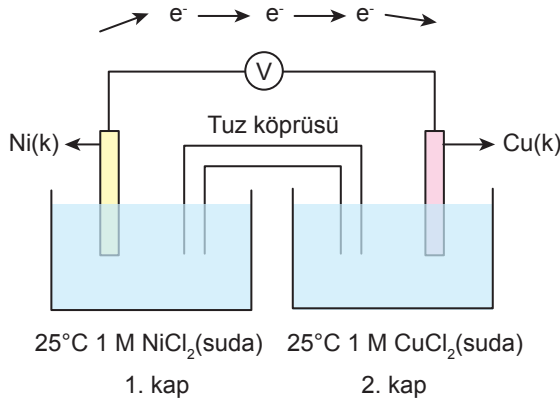 e⁻ e⁻ e⁻
V
Tuz köprüsü
Ni(k) Cu(k)
25°C 1 M NiCl₂(suda) 25°C 1 M CuCl₂(suda)
1. kap 2. kap